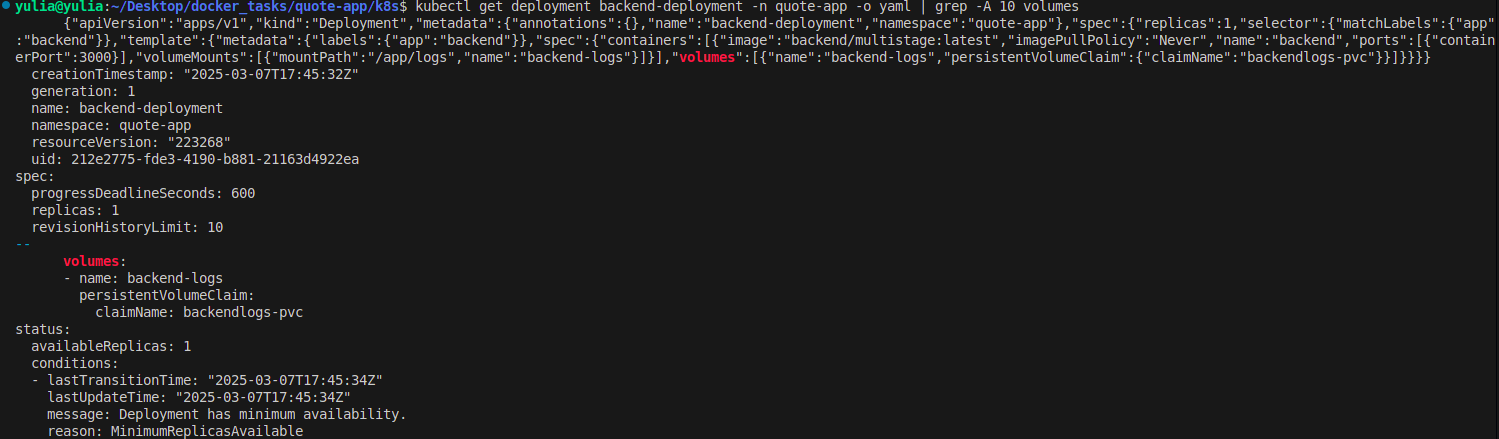 yulia@yulia:~/Desktop/docker_tasks/quote-app/k8s$ kubectl get deployment backend-deployment -n quote-app -o yaml | grep -A 10 volumes
      {"apiVersion":"apps/v1","kind":"Deployment","metadata":{"annotations":{},"name":"backend-deployment","namespace":"quote-app"},"spec":{"replicas":1,"selector":{"matchLabels":{"app
:"backend"}},"template":{"metadata":{"labels":{"app":"backend"}},"spec":{"containers":[{"image":"backend/multistage:latest","imagePullPolicy":"Never","name":"backend","ports":[{"contain
erPort":3000}],"volumeMounts":[{"mountPath":"/app/logs","name":"backend-logs"}]}],"volumes":[{"name":"backend-logs","persistentVolumeClaim":{"claimName":"backendlogs-pvc"}}]}}}}
  creationTimestamp: "2025-03-07T17:45:32Z"
  generation: 1
  name: backend-deployment
  namespace: quote-app
  resourceVersion: "223268"
  uid: 212e2775-fde3-4190-b881-21163d4922ea
spec:
  progressDeadlineSeconds: 600
  replicas: 1
  revisionHistoryLimit: 10
--
      volumes:
      - name: backend-logs
        persistentVolumeClaim:
          claimName: backendlogs-pvc
status:
  availableReplicas: 1
  conditions:
  - lastTransitionTime: "2025-03-07T17:45:34Z"
    lastUpdateTime: "2025-03-07T17:45:34Z"
    message: Deployment has minimum availability.
    reason: MinimumReplicasAvailable